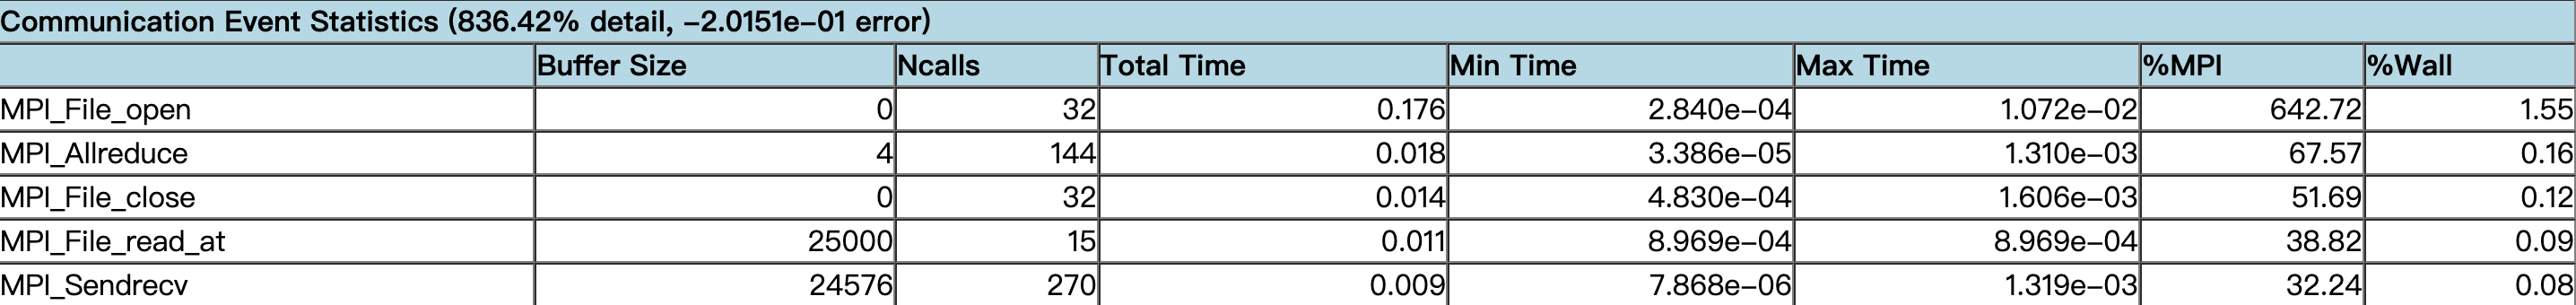 Communication Event Statistics (836.42% detail, -2.0151e-01 error)
Buffer Size Ncalls Total Time Min Time Max Time %MPI %Wall
MPI_File_open 0 32 0.176 2.840e-04 1.072e-02 642.72 1.55
MPI_Allreduce 4 144 0.018 3.386e-05 1.310e-03 67.57 0.16
MPI_File_close 0 32 0.014 4.830e-04 1.606e-03 51.69 0.12
MPI_File_read_at 25000 15 0.011 8.969e-04 8.969e-04 38.82 0.09
MPI_Sendrecv 24576 270 0.009 7.868e-06 1.319e-03 32.24 0.08